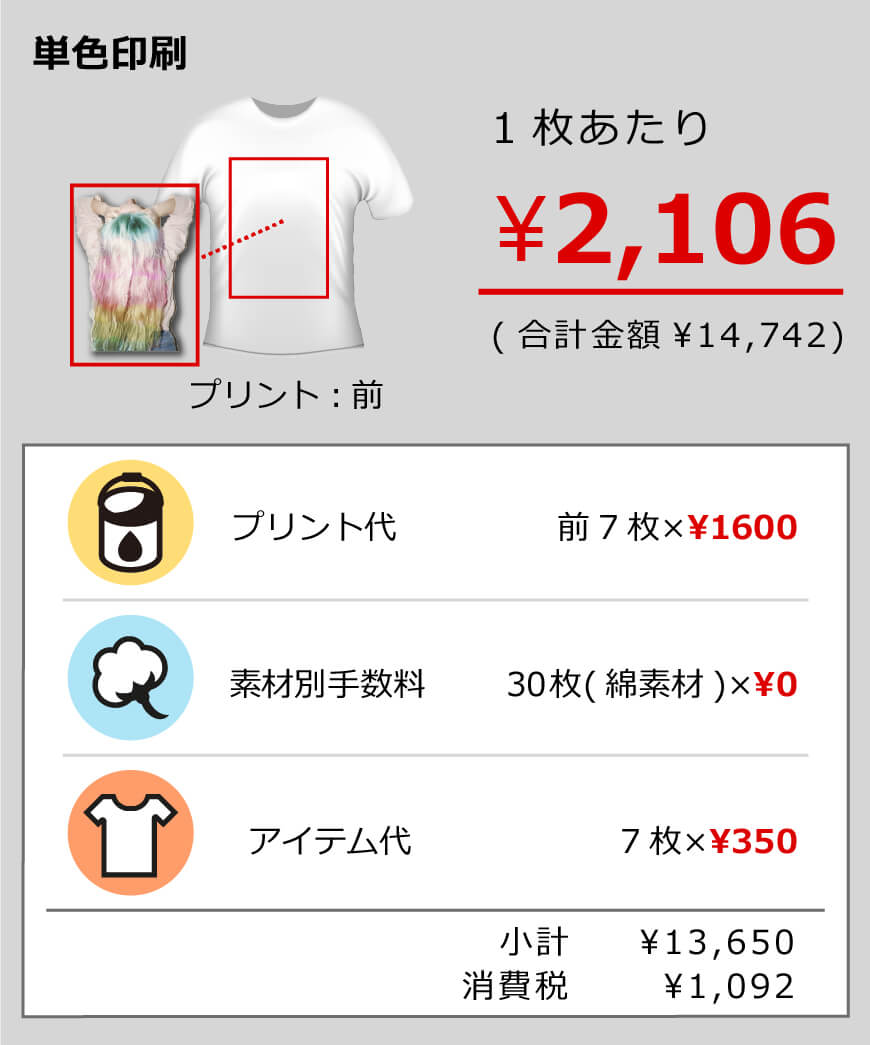 単色印刷
1 枚あたり
¥2,106
( 合計金額 ¥14,742)
プリント : 前
プリント代 前 7 枚×¥1600
素材別手数料 30枚( 綿素材 )×¥0
アイテム代 7 枚×¥350
小計 ¥13,650
消費税 ¥1,092